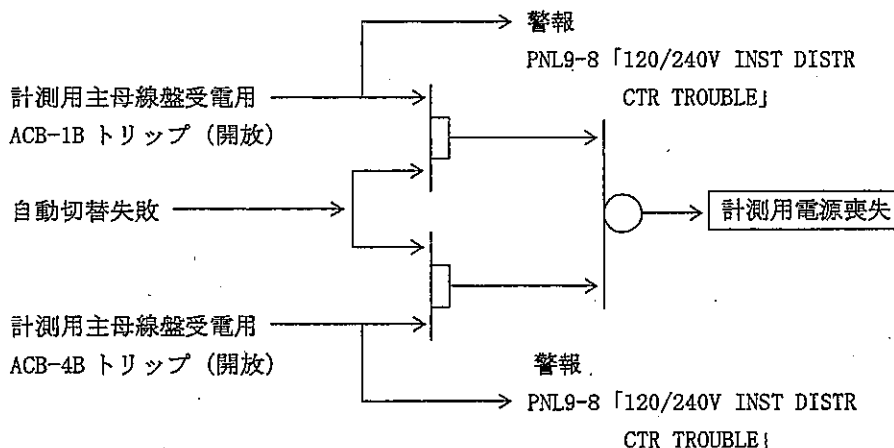 警報
PNL9-8「120/240V INST DISTR
CTR TROUBLE」
計測用主母線盤受電用
ACB-1B トリップ (開放)
自動切替失敗
計測用電源喪失
計測用主母線盤受電用
ACB-4B トリップ (開放)
警報
PNL9-8「120/240V INST DISTR
CTR TROUBLE」